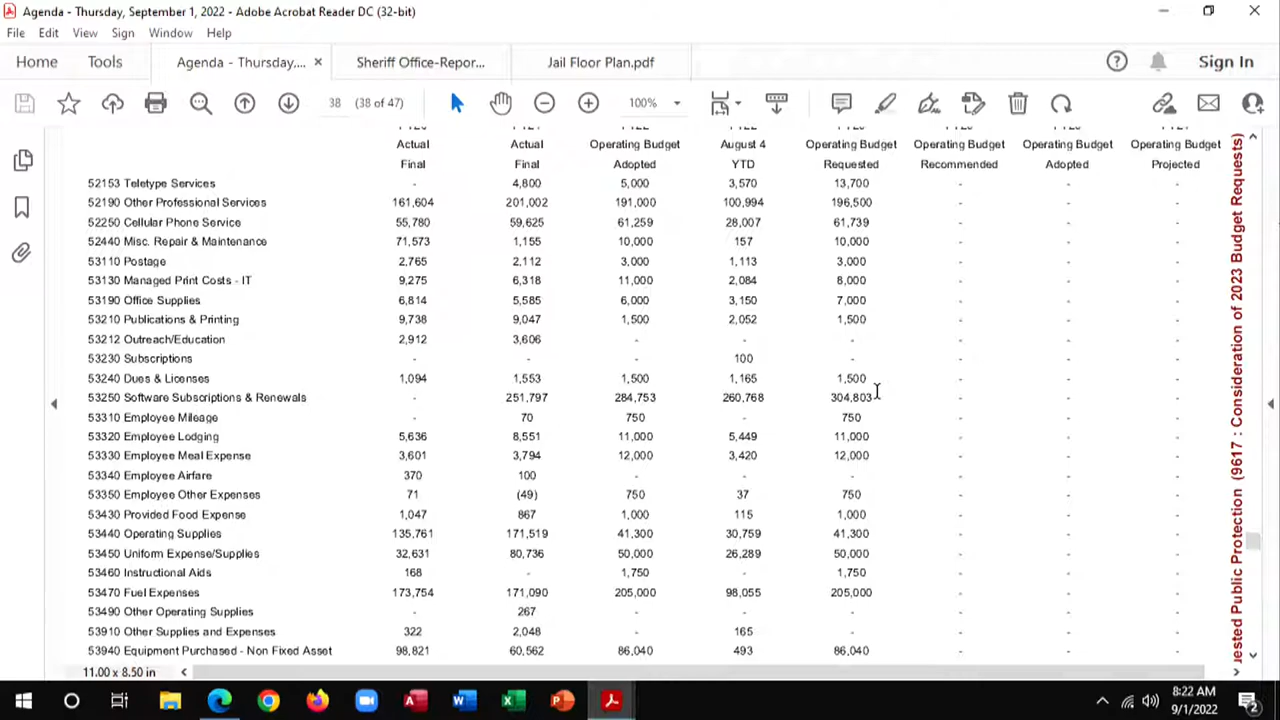 Agenda - Thursday, September 1, 2022 - Adobe Acrobat Reader DC (32-bit)
File Edit View Sign Window Help
Home Tools Agenda - Thursday,... × Sheriff Office-Repor... Jail Floor Plan.pdf Sign In
38 (38 of 47) 100%
Actual Actual Operating Budget August 4 Operating Budget Operating Budget Operating Budget Operating Budget
Final Final Adopted YTD Requested Recommended Adopted Projected
52153 Teletype Services - 4,800 5,000 3,570 13,700 - - -
52190 Other Professional Services 161,604 201,002 191,000 100,994 196,500 - - -
52250 Cellular Phone Service 55,780 59,625 61,259 28,007 61,739 - - -
52440 Misc. Repair & Maintenance 71,573 1,155 10,000 157 10,000 - - -
53110 Postage 2,765 2,112 3,000 1,113 3,000 - - -
53130 Managed Print Costs - IT 9,275 6,318 11,000 2,084 8,000 - - -
53190 Office Supplies 6,814 5,585 6,000 3,150 7,000 - - -
53210 Publications & Printing 9,738 9,047 1,500 2,052 1,500 - - -
53212 Outreach/Education 2,912 3,606 - - - - - -
53230 Subscriptions - - - 100 - - - -
53240 Dues & Licenses 1,094 1,553 1,500 1,165 1,500 - - -
53250 Software Subscriptions & Renewals - 251,797 284,753 260,768 304,803 - - -
53310 Employee Mileage - 70 750 - 750 - - -
53320 Employee Lodging 5,636 8,551 11,000 5,449 11,000 - - -
53330 Employee Meal Expense 3,601 3,794 12,000 3,420 12,000 - - -
53340 Employee Airfare 370 100 - - - - - -
53350 Employee Other Expenses 71 (49) 750 37 750 - - -
53430 Provided Food Expense 1,047 867 1,000 115 1,000 - - -
53440 Operating Supplies 135,761 171,519 41,300 30,759 41,300 - - -
53450 Uniform Expense/Supplies 32,631 80,736 50,000 26,289 50,000 - - -
53460 Instructional Aids 168 - 1,750 - 1,750 - - -
53470 Fuel Expenses 173,754 171,090 205,000 98,055 205,000 - - -
53490 Other Operating Supplies - 267 - - - - - -
53910 Other Supplies and Expenses 322 2,048 - 165 - - - -
53940 Equipment Purchased - Non Fixed Asset 98,821 60,562 86,040 493 86,040 - - -
Public Protection (9617 : Consideration of 2023 Budget Requests)
11.00 x 8.50 in
8:22 AM
9/1/2022
2